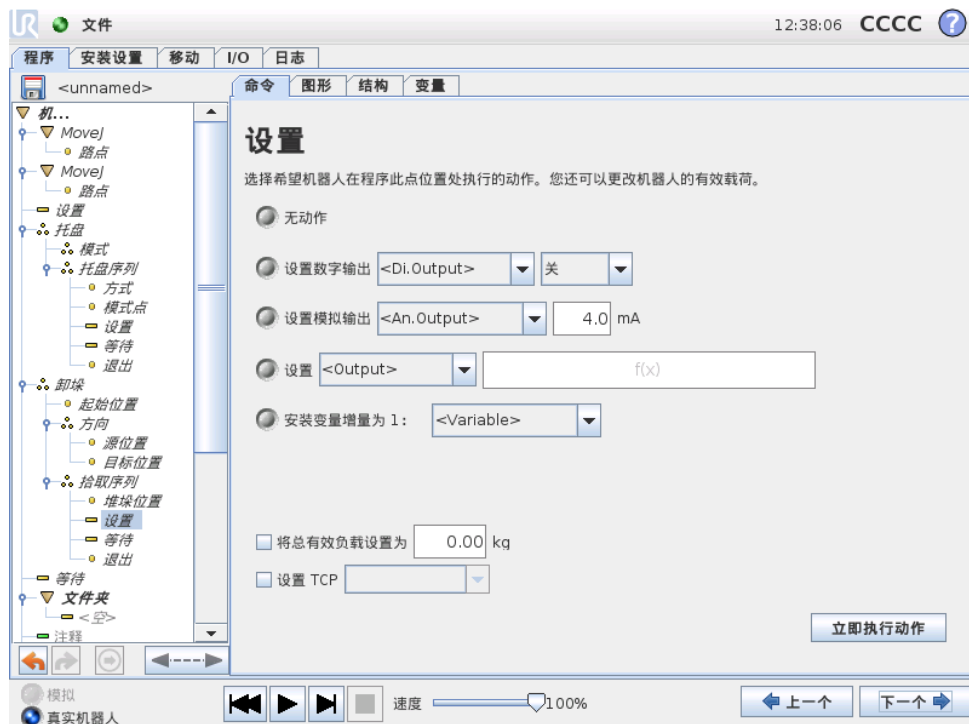 UR 文件 12:38:06 CCCC ?
程序 安装设置 移动 I/O 日志
<unnamed>
命令 图形 结构 变量
机...
MoveJ
路点
MoveJ
路点
设置
托盘
模式
托盘序列
方式
模式点
设置
等待
退出
卸垛
起始位置
方向
源位置
目标位置
拾取序列
堆垛位置
设置
等待
退出
等待
文件夹
<空>
注释
设置
选择希望机器人在程序此点位置处执行的动作。您还可以更改机器人的有效载荷。
无动作
设置数字输出 <Di.Output> 关
设置模拟输出 <An.Output> 4.0 mA
设置 <Output> f(x)
安装变量增量为 1: <Variable>
将总有效负载设置为 0.00 kg
设置 TCP
立即执行动作
模拟
真实机器人
速度 100%
上一个 下一个